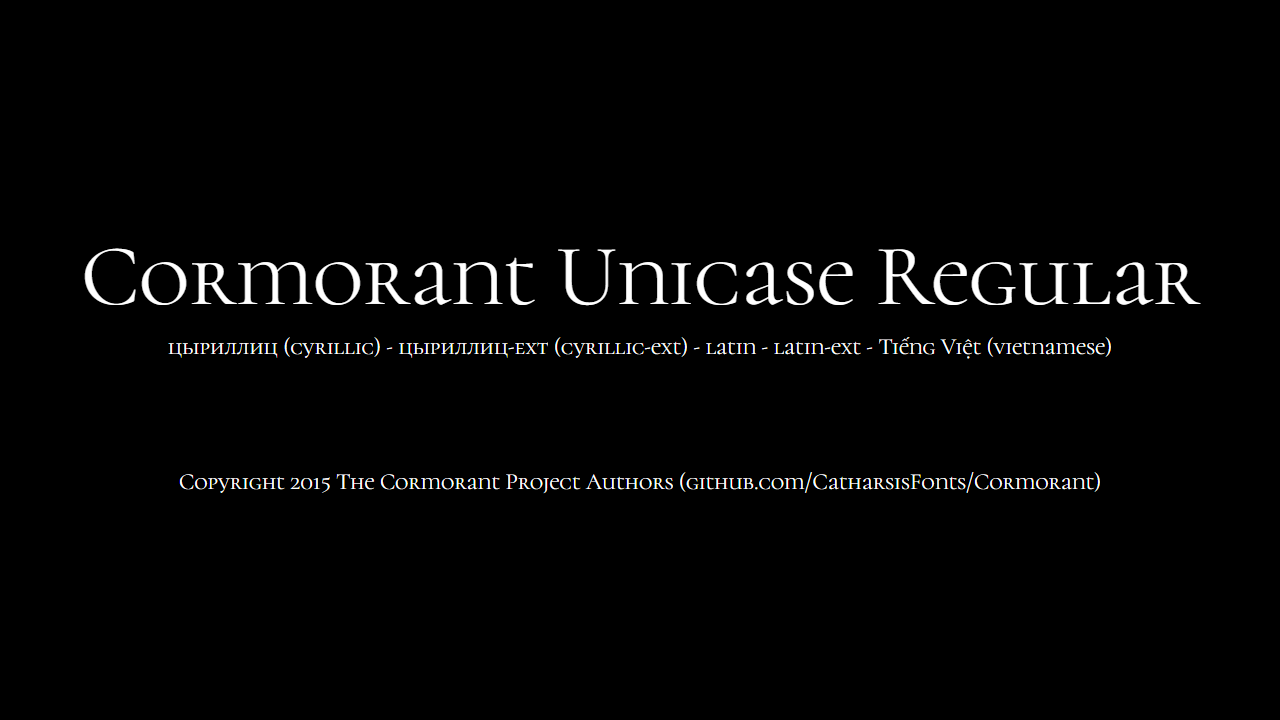 Cormorant Unicase Regular
цыриллиц (cyrillic) - цыриллиц-ext (cyrillic-ext) - latin - latin-ext - Tiếng Việt (vietnamese)
Copyright 2015 The Cormorant Project Authors (github.com/CatharsisFonts/Cormorant)